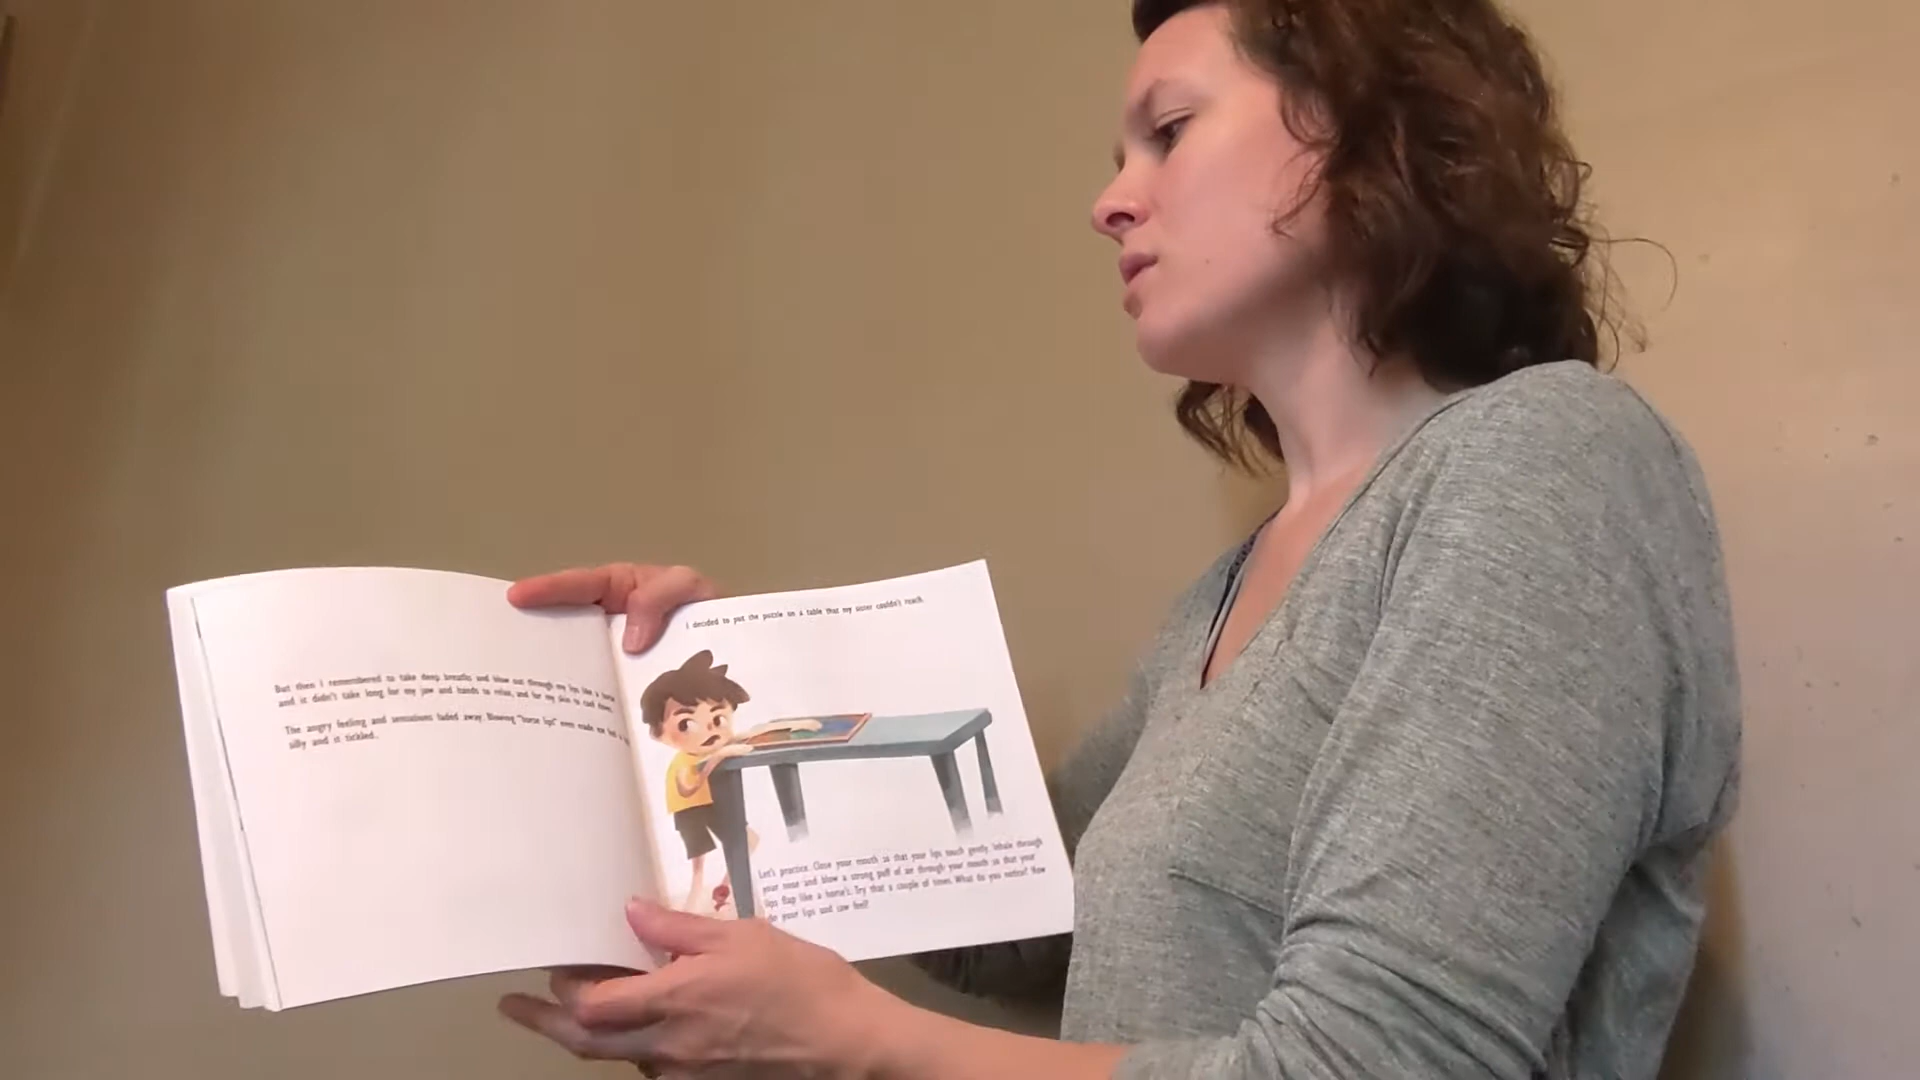 But then I remembered to take deep breaths and blow out through my lips like a horse
and it didn't take long for my jaw and hands to relax, and for my skin to cool down.
The angry feeling and sensations faded away. Blowing "horse lips" even made me feel a
silly and it tickled.
I decided to put the puzzle on a table that my sister couldn't reach.
Let's practice. Close your mouth so that your lips touch gently. Inhale through
your nose and blow a strong puff of air through your mouth so that your
lips flap like a horse's. Try that a couple of times. What do you notice? How
do your lips and jaw feel?